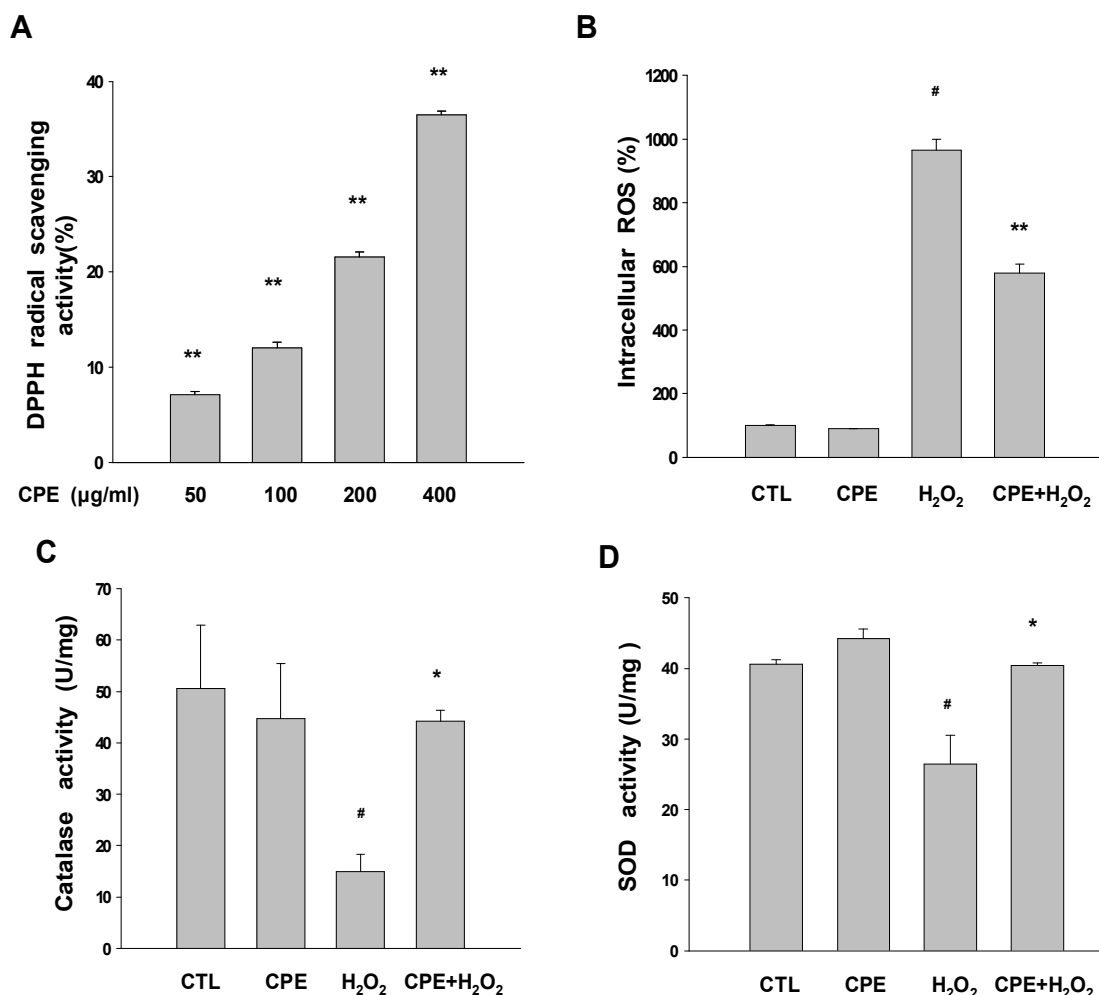 A
DPPH radical scavenging
activity(%)
40
30
20
10
0
**
**
**
**
CPE (µg/ml) 50 100 200 400
B
Intracellular ROS (%)
1200
1000
800
600
400
200
0
#
**
CTL CPE H₂O₂ CPE+H₂O₂
C
Catalase activity (U/mg)
70
60
50
40
30
20
10
0
#
*
CTL CPE H₂O₂ CPE+H₂O₂
D
SOD activity (U/mg )
50
40
30
20
10
0
#
*
CTL CPE H₂O₂ CPE+H₂O₂